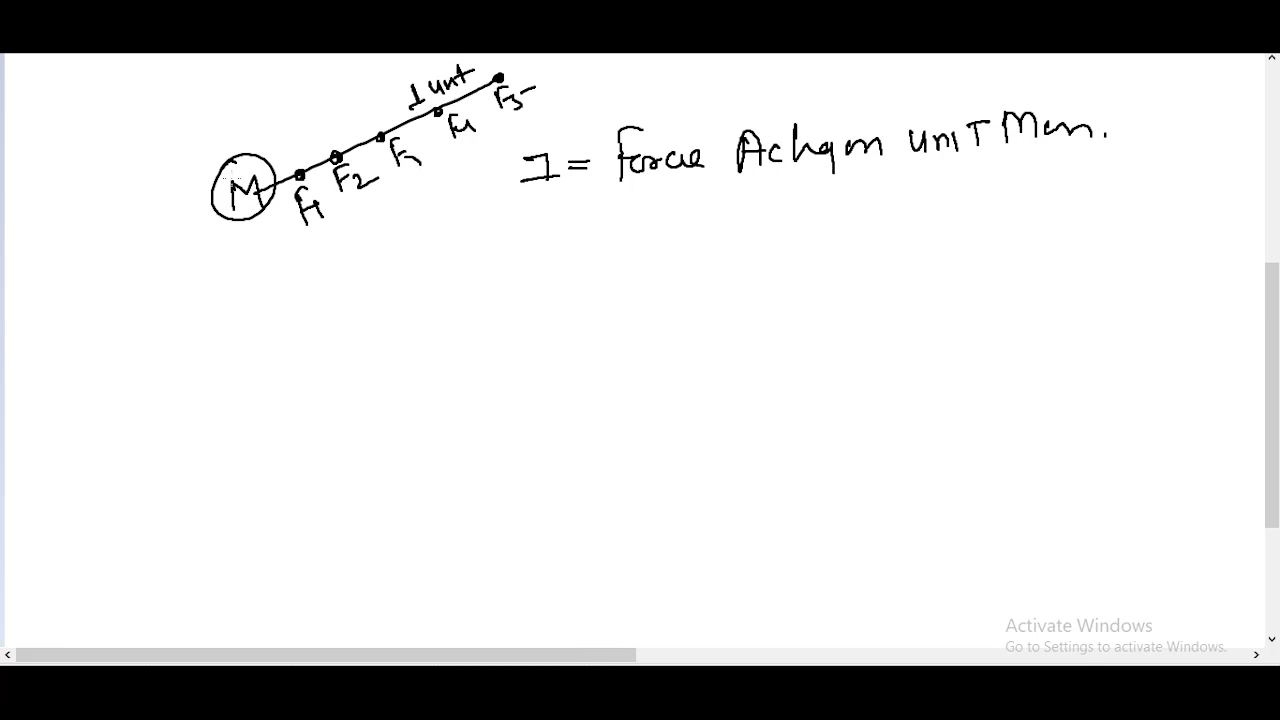 1 unit
F5
F4
F3
F2
F1
M
I = Force Acting on unit Mass.
Activate Windows
Go to Settings to activate Windows.